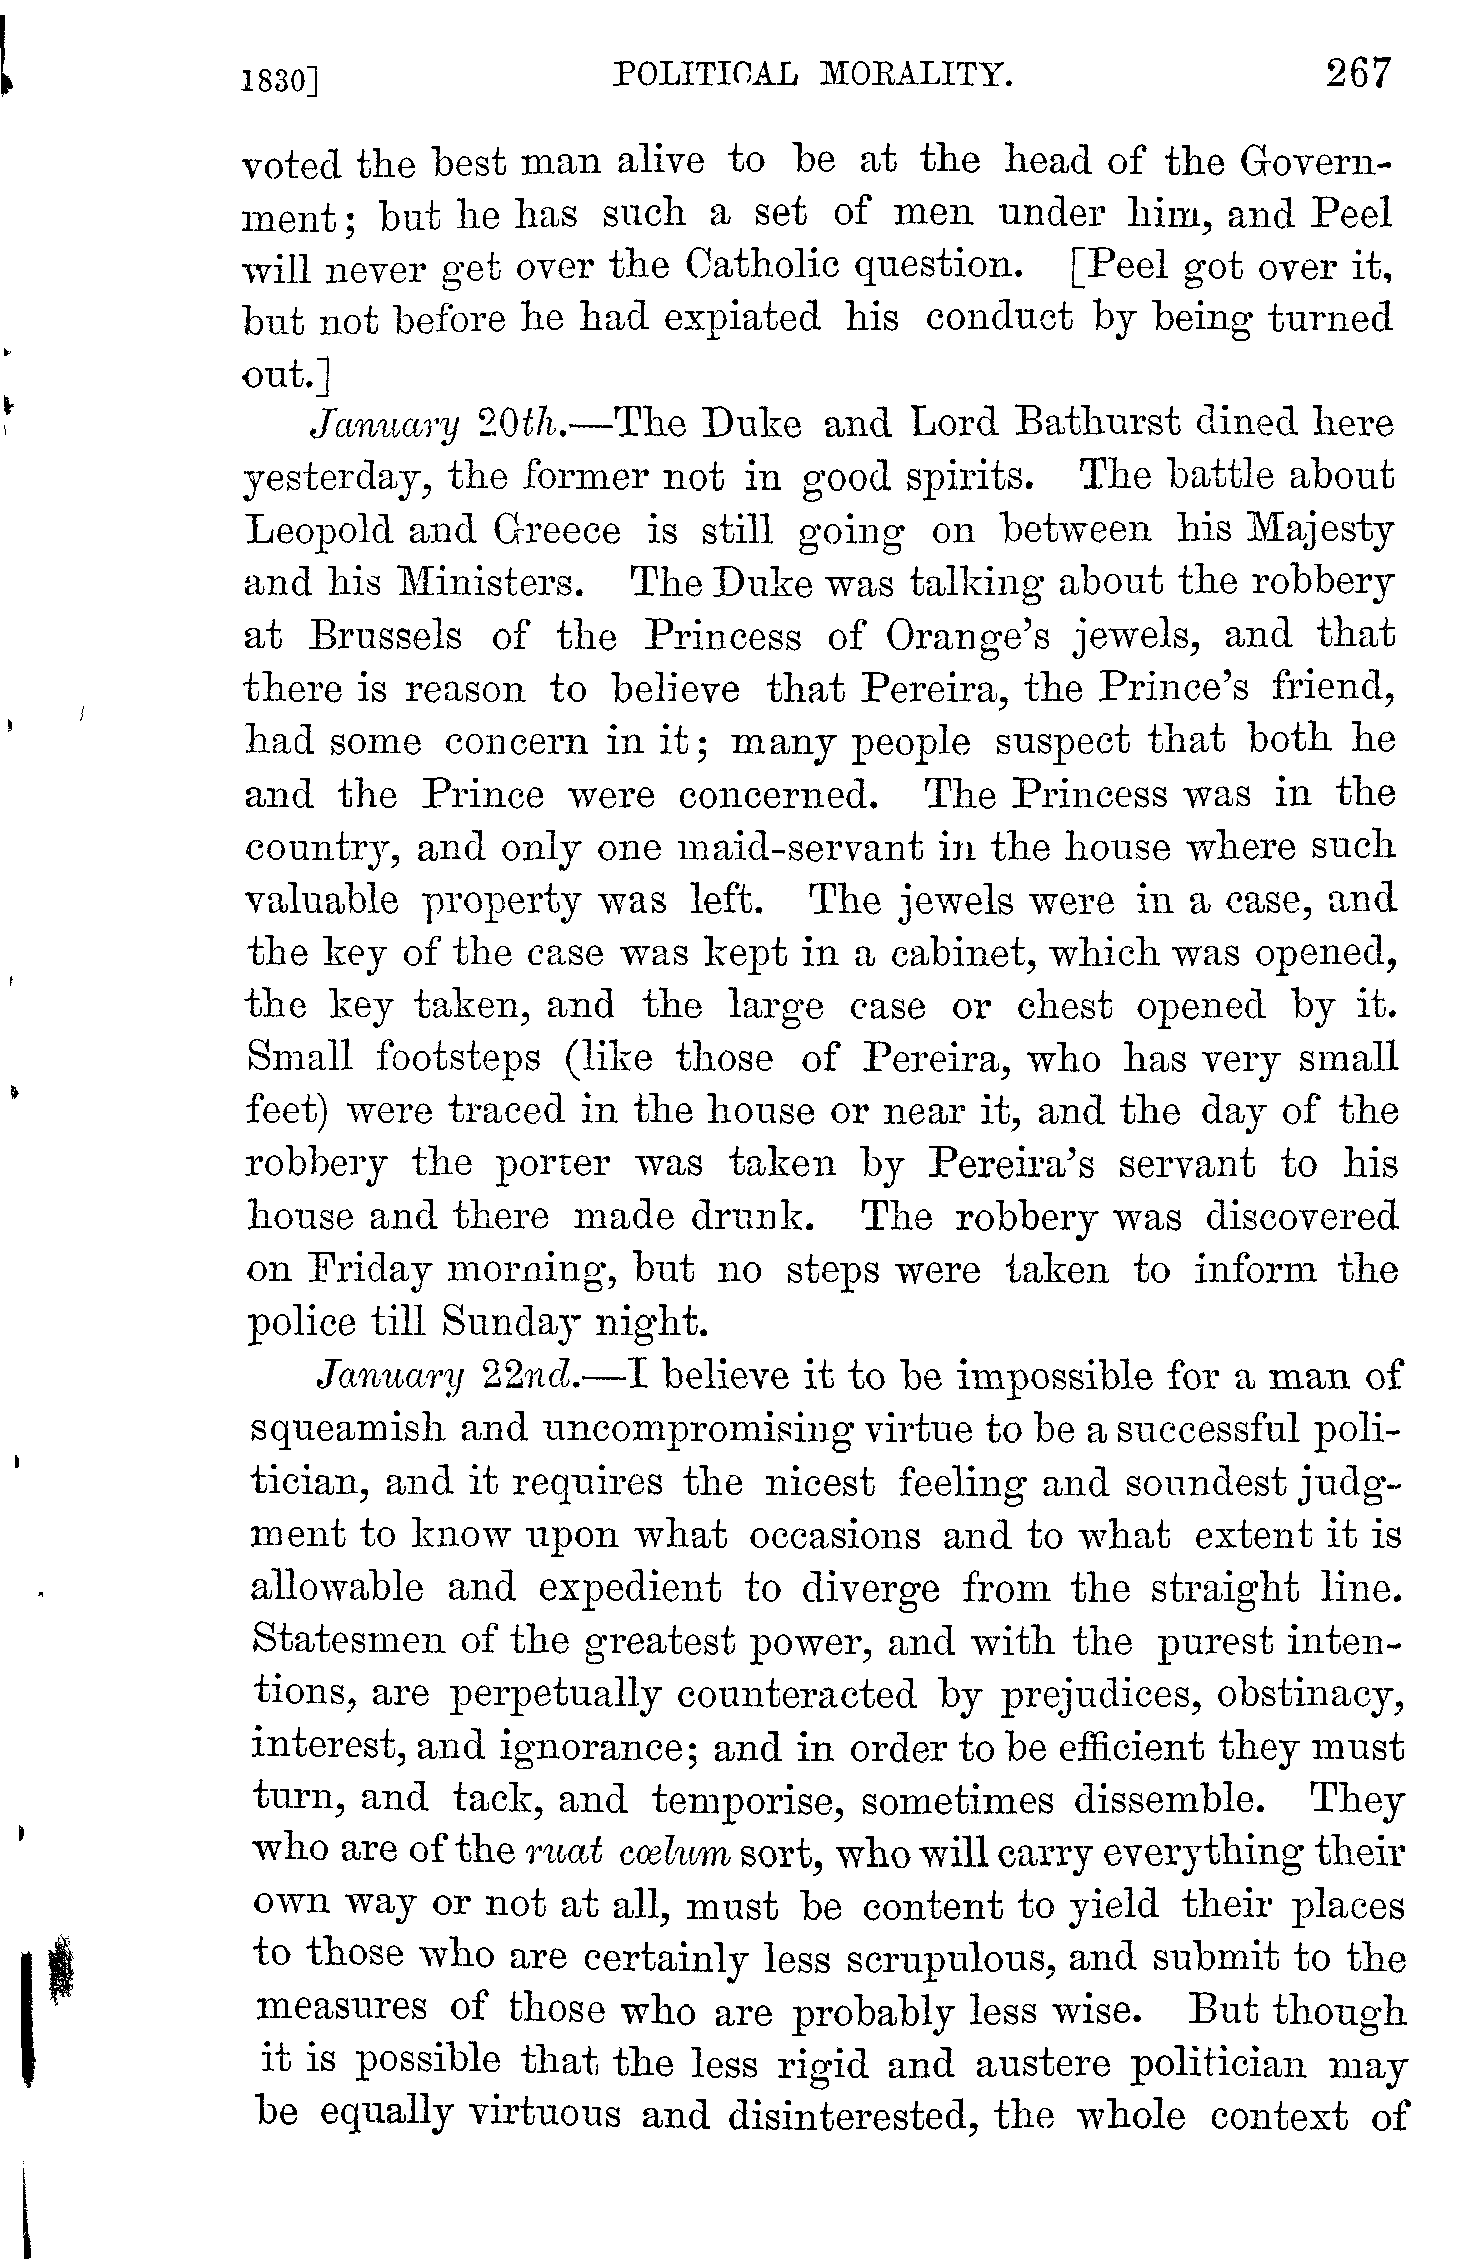 1830] POLITICAL MORALITY. 267
voted the best man alive to be at the head of the Govern-
ment; but he has such a set of men under him, and Peel
will never get over the Catholic question. [Peel got over it,
but not before he had expiated his conduct by being turned
out.]
January 20th.—The Duke and Lord Bathurst dined here
yesterday, the former not in good spirits. The battle about
Leopold and Greece is still going on between his Majesty
and his Ministers. The Duke was talking about the robbery
at Brussels of the Princess of Orange's jewels, and that
there is reason to believe that Pereira, the Prince's friend,
had some concern in it; many people suspect that both he
and the Prince were concerned. The Princess was in the
country, and only one maid-servant in the house where such
valuable property was left. The jewels were in a case, and
the key of the case was kept in a cabinet, which was opened,
the key taken, and the large case or chest opened by it.
Small footsteps (like those of Pereira, who has very small
feet) were traced in the house or near it, and the day of the
robbery the porter was taken by Pereira's servant to his
house and there made drunk. The robbery was discovered
on Friday morning, but no steps were taken to inform the
police till Sunday night.
January 22nd.—I believe it to be impossible for a man of
squeamish and uncompromising virtue to be a successful poli-
tician, and it requires the nicest feeling and soundest judg-
ment to know upon what occasions and to what extent it is
allowable and expedient to diverge from the straight line.
Statesmen of the greatest power, and with the purest inten-
tions, are perpetually counteracted by prejudices, obstinacy,
interest, and ignorance; and in order to be efficient they must
turn, and tack, and temporise, sometimes dissemble. They
who are of the ruat cœlum sort, who will carry everything their
own way or not at all, must be content to yield their places
to those who are certainly less scrupulous, and submit to the
measures of those who are probably less wise. But though
it is possible that the less rigid and austere politician may
be equally virtuous and disinterested, the whole context of